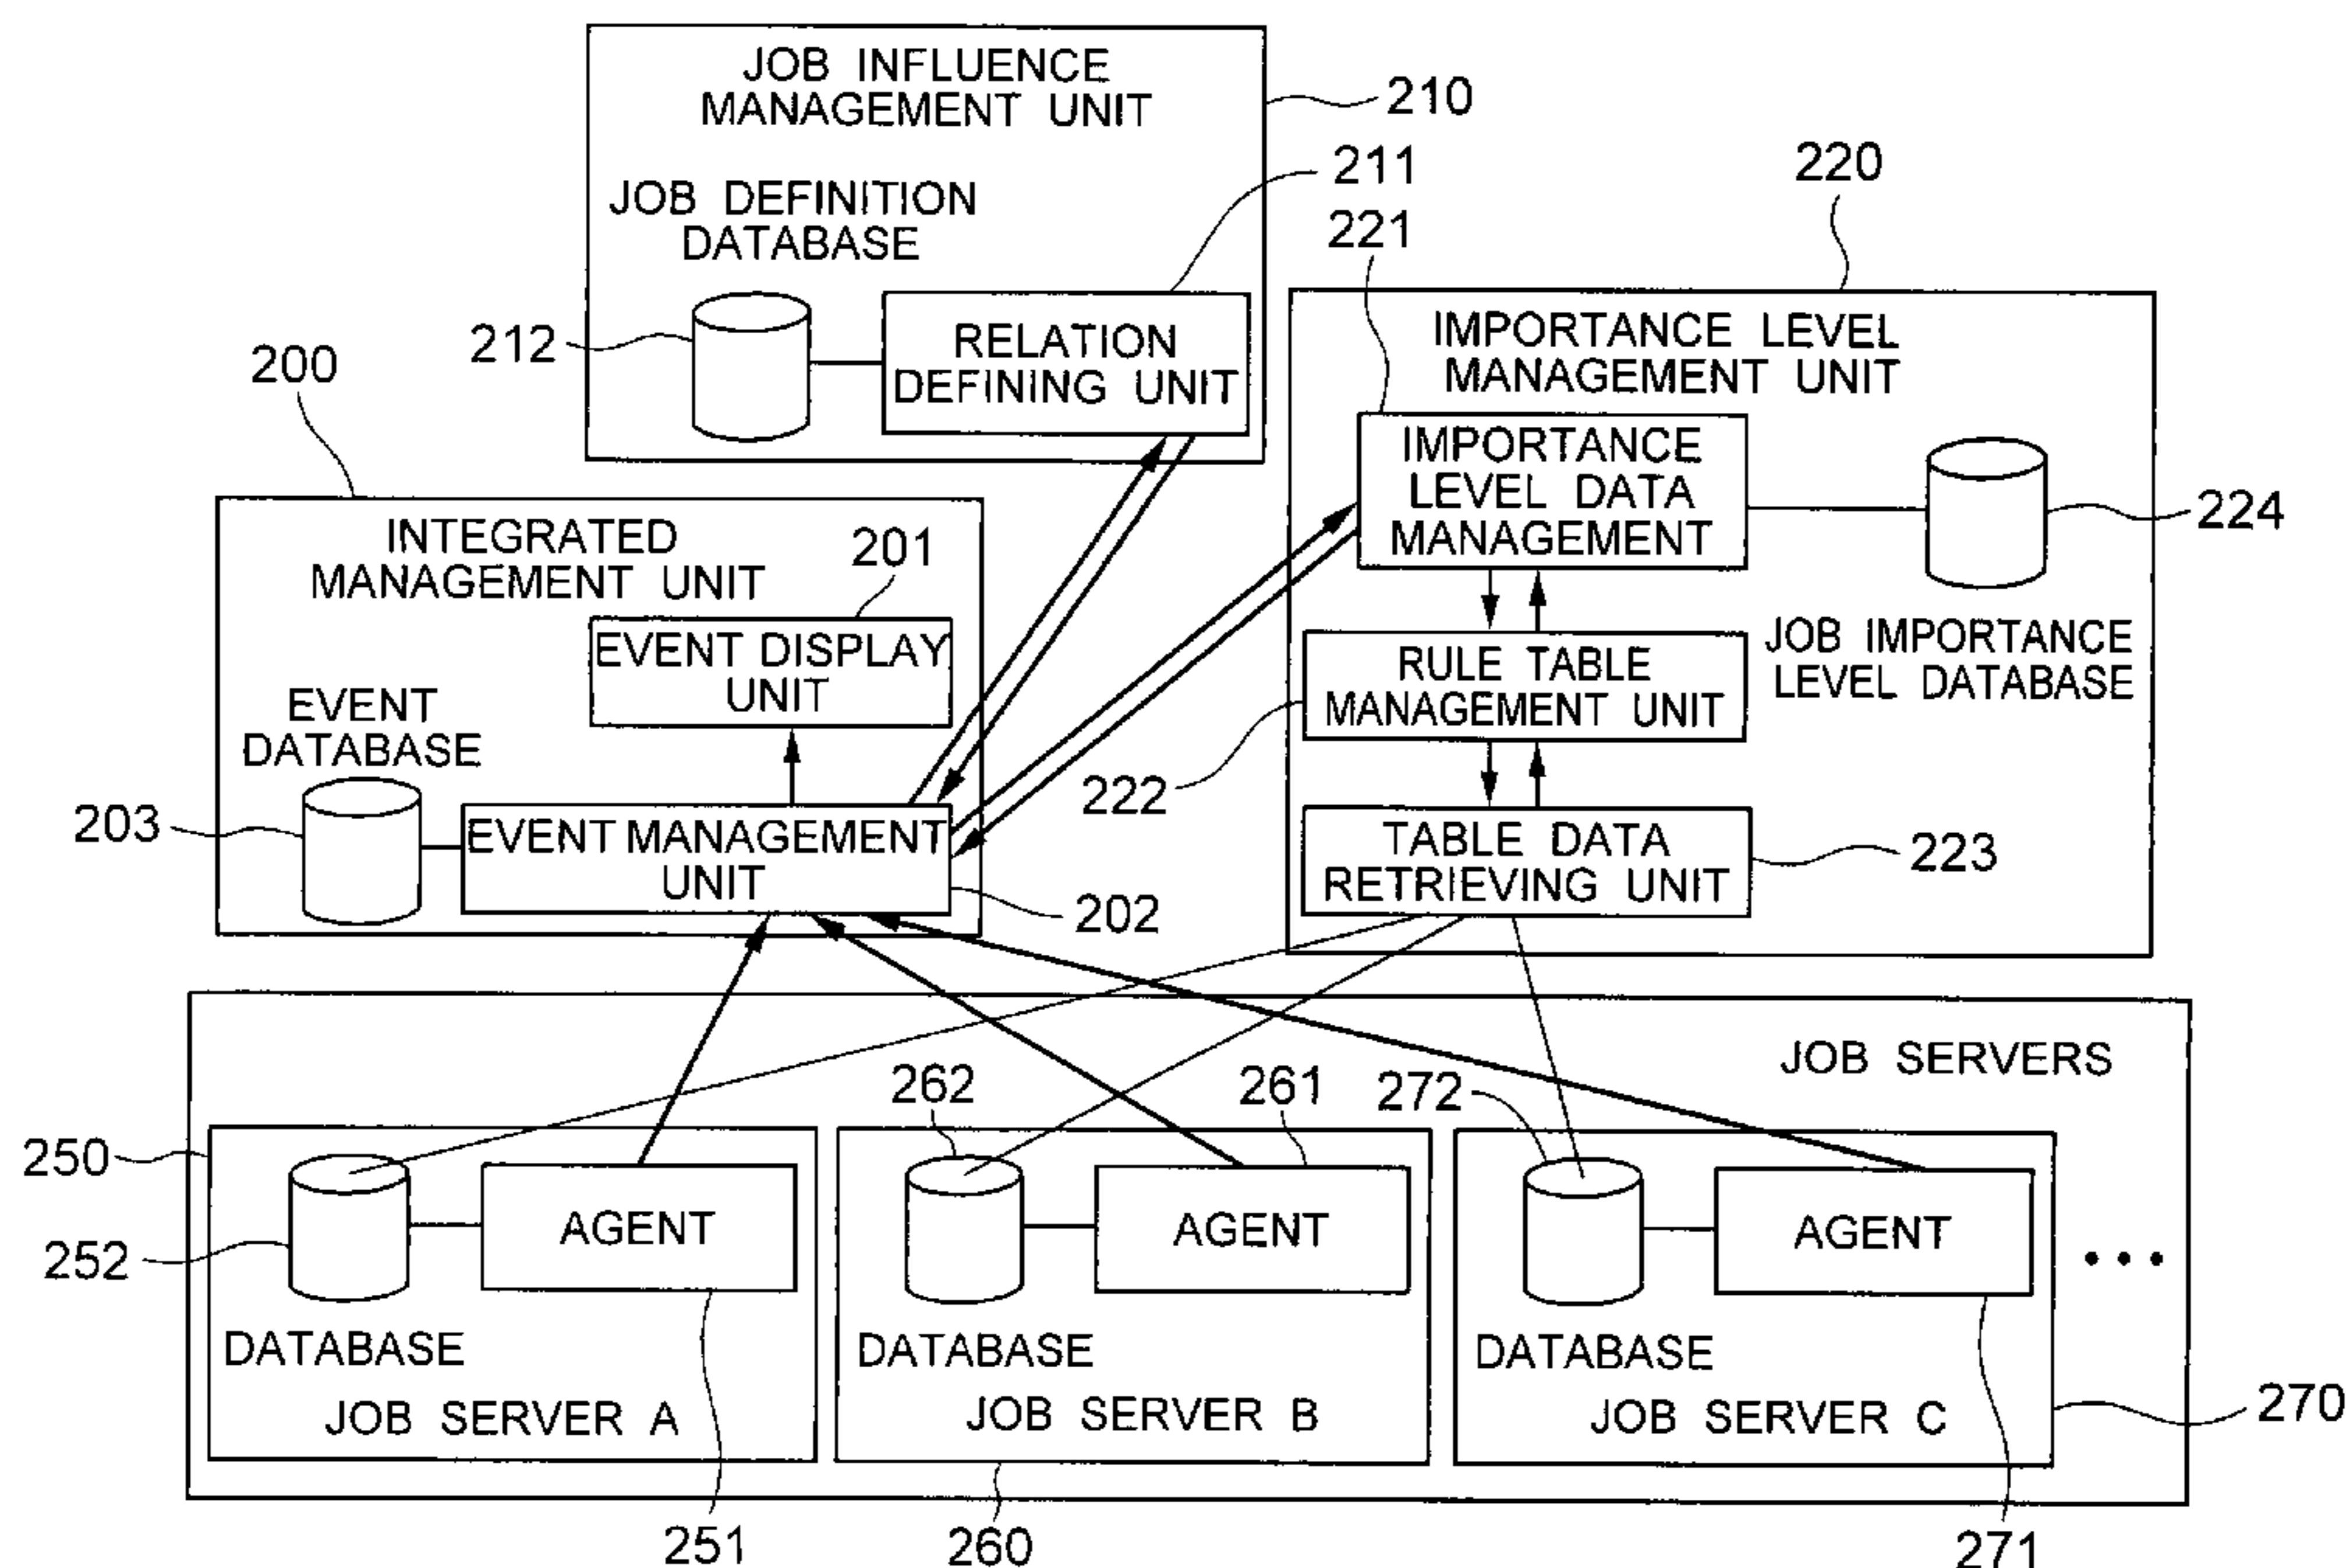 JOB INFLUENCE
MANAGEMENT UNIT
210
211
JOB DEFINITION
DATABASE
212
RELATION
DEFINING UNIT
220
221
IMPORTANCE LEVEL
MANAGEMENT UNIT
IMPORTANCE
LEVEL DATA
MANAGEMENT
224
JOB IMPORTANCE
LEVEL DATABASE
RULE TABLE
MANAGEMENT UNIT
222
TABLE DATA
RETRIEVING UNIT
223
200
INTEGRATED
MANAGEMENT UNIT
201
EVENT DISPLAY
UNIT
EVENT
DATABASE
203
EVENT MANAGEMENT
UNIT
202
JOB SERVERS
250
252
AGENT
DATABASE
JOB SERVER A
251
262
261
AGENT
DATABASE
JOB SERVER B
260
272
AGENT
• • •
DATABASE
JOB SERVER C
270
271